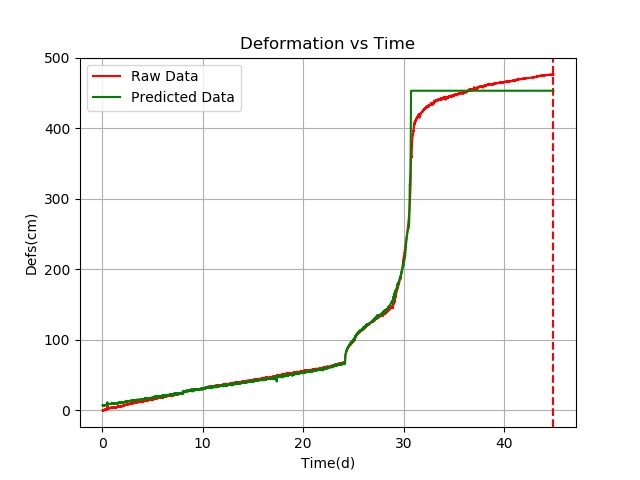 Deformation vs Time
Raw Data
Predicted Data
500
400
300
200
100
0
Defs(cm)
0 10 20 30 40
Time(d)